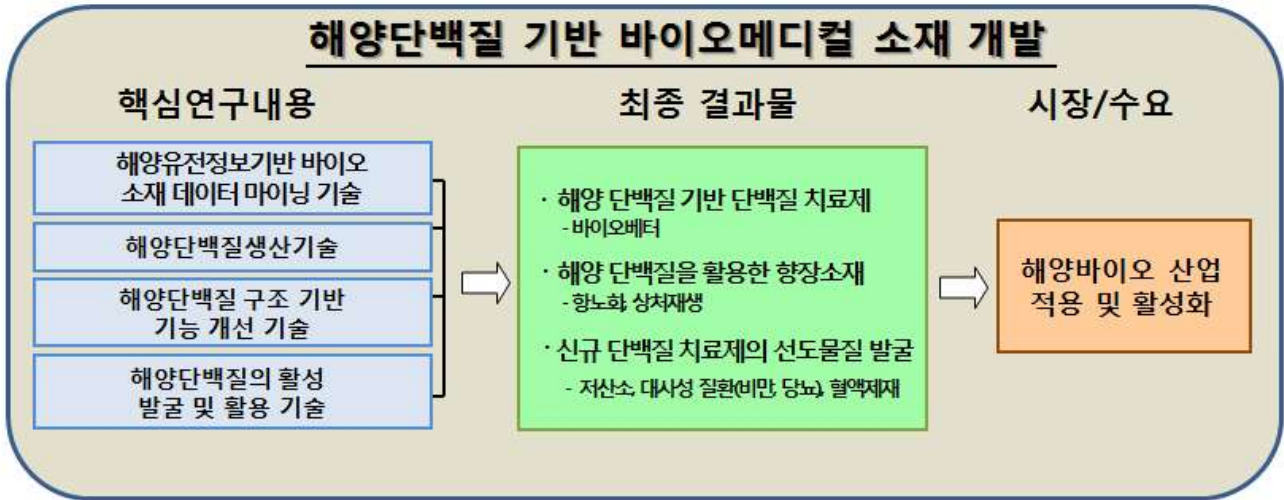 해양단백질 기반 바이오메디컬 소재 개발
핵심연구내용
해양유전정보기반 바이오
소재 데이터 마이닝 기술
해양단백질생산기술
해양단백질 구조 기반
기능 개선 기술
해양단백질의 활성
발굴 및 활용 기술
최종 결과물
· 해양 단백질 기반 단백질 치료제
- 바이오베터
· 해양 단백질을 활용한 향장소재
- 항노화, 상처재생
· 신규 단백질 치료제의 선도물질 발굴
- 저산소, 대사성 질환(비만, 당뇨), 혈액제재
시장/수요
해양바이오 산업
적용 및 활성화